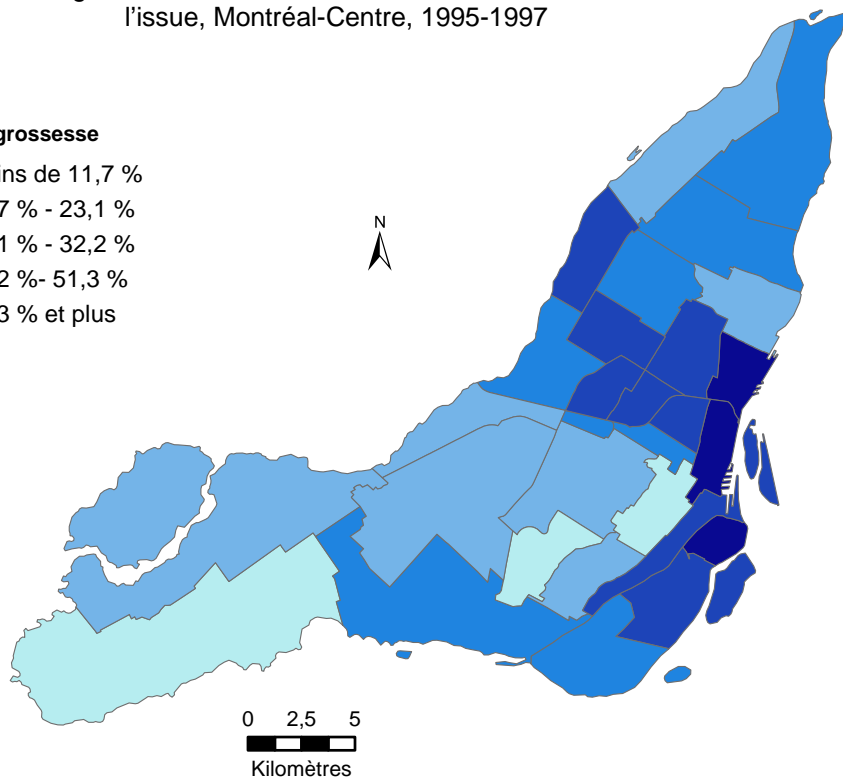 l'issue, Montréal-Centre, 1995-1997
grossesse
ins de 11,7 %
7 % - 23,1 %
1 % - 32,2 %
2 %- 51,3 %
3 % et plus
N
0 2,5 5
Kilomètres